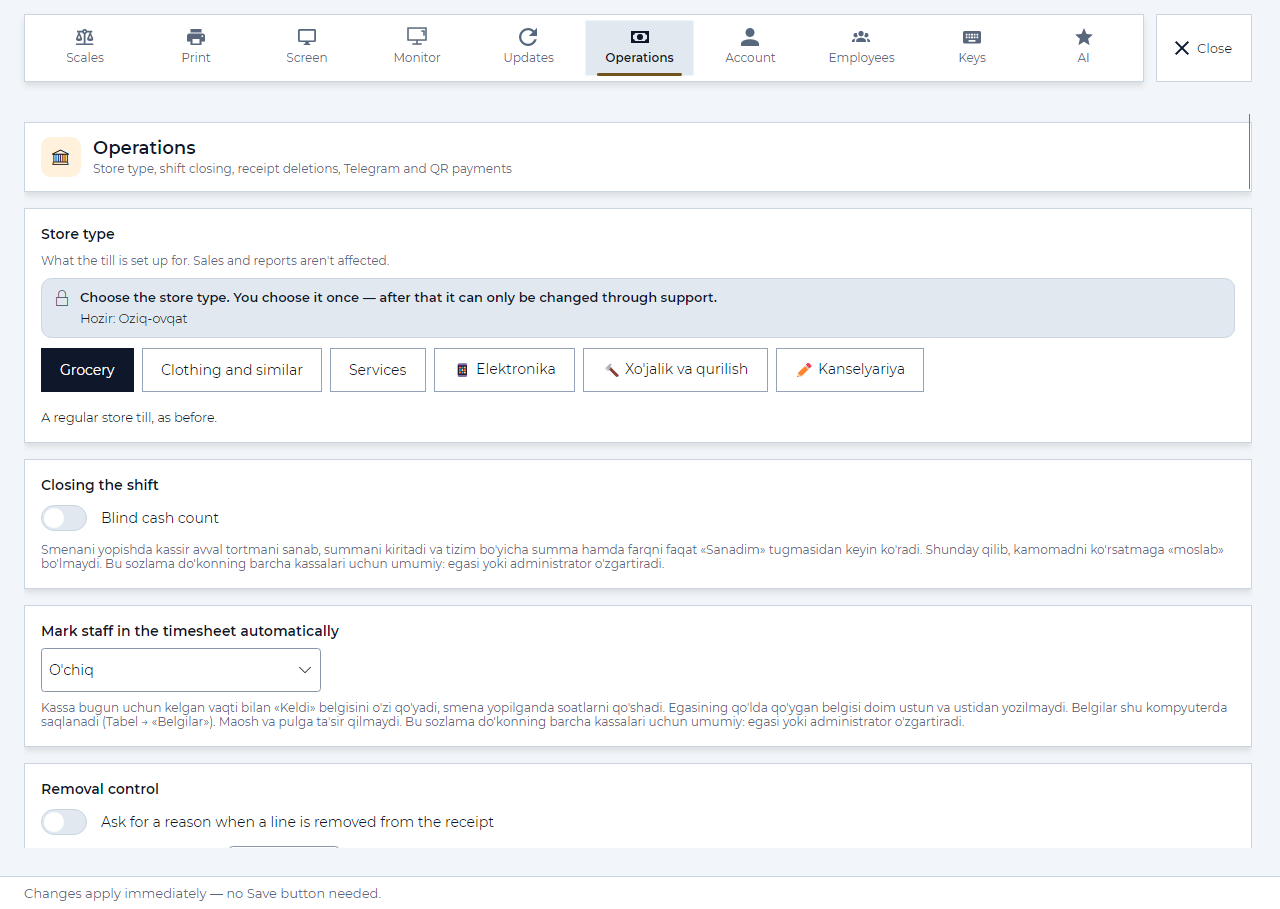 Scales
Print
Screen
Monitor
Updates
Operations
Account
Employees
Keys
AI
Close
Operations
Store type, shift closing, receipt deletions, Telegram and QR payments
Store type
What the till is set up for. Sales and reports aren't affected.
Choose the store type. You choose it once — after that it can only be changed through support.
Hozir: Oziq-ovqat
Grocery
Clothing and similar
Services
Elektronika
Xo'jalik va qurilish
Kanselyariya
A regular store till, as before.
Closing the shift
Blind cash count
Smenani yopishda kassir avval tortmani sanab, summani kiritadi va tizim bo'yicha summa hamda farqni faqat «Sanadim» tugmasidan keyin ko'radi. Shunday qilib, kamomadni ko'rsatmaga «moslab»
bo'lmaydi. Bu sozlama do'konning barcha kassalari uchun umumiy: egasi yoki administrator o'zgartiradi.
Mark staff in the timesheet automatically
O'chiq
Kassa bugun uchun kelgan vaqti bilan «Keldi» belgisini o'zi qo'yadi, smena yopilganda soatlarni qo'shadi. Egasining qo'lda qo'ygan belgisi doim ustun va ustidan yozilmaydi. Belgilar shu kompyuterda
saqlanadi (Tabel → «Belgilar»). Maosh va pulga ta'sir qilmaydi. Bu sozlama do'konning barcha kassalari uchun umumiy: egasi yoki administrator o'zgartiradi.
Removal control
Ask for a reason when a line is removed from the receipt
Changes apply immediately — no Save button needed.